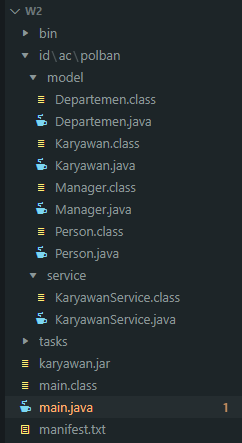 W2
bin
id\ac\polban
model
Departemen.class
Departemen.java
Karyawan.class
Karyawan.java
Manager.class
Manager.java
Person.class
Person.java
service
KaryawanService.class
KaryawanService.java
tasks
karyawan.jar
main.class
main.java 1
manifest.txt